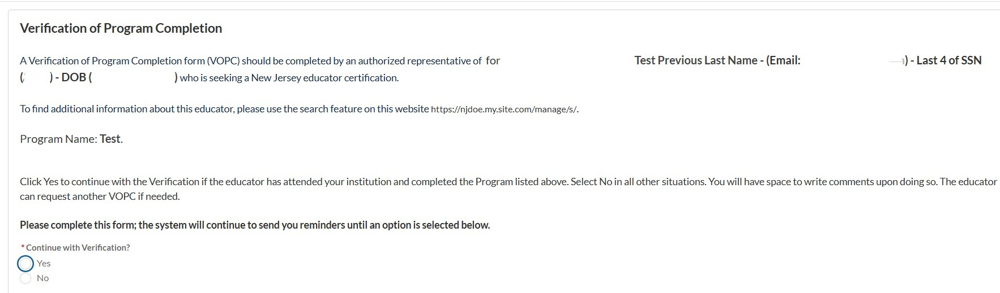 Verification of Program Completion
A Verification of Program Completion form (VOPC) should be completed by an authorized representative of for Test Previous Last Name - (Email: ) - Last 4 of SSN
( ) - DOB ( ) who is seeking a New Jersey educator certification.
To find additional information about this educator, please use the search feature on this website https://njdoe.my.site.com/manage/s/.
Program Name: Test.
Click Yes to continue with the Verification if the educator has attended your institution and completed the Program listed above. Select No in all other situations. You will have space to write comments upon doing so. The educator
can request another VOPC if needed.
Please complete this form; the system will continue to send you reminders until an option is selected below.
* Continue with Verification?
Yes
No